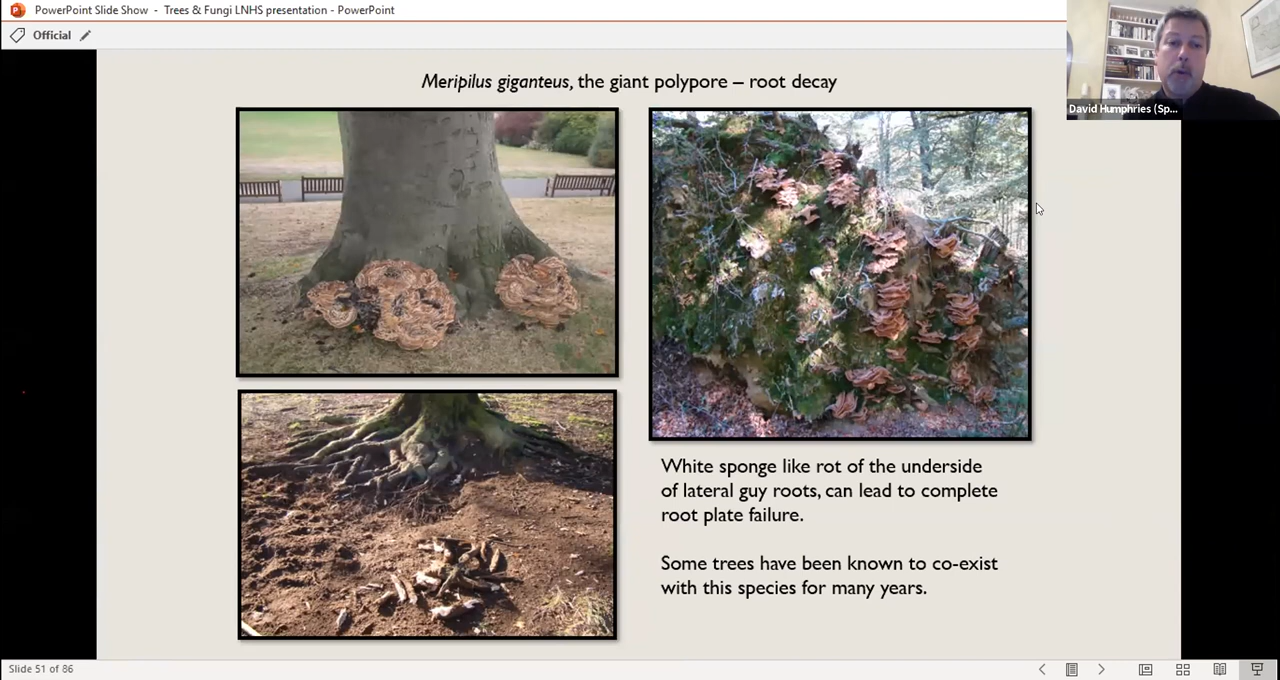 PowerPoint Slide Show - Trees & Fungi LNHS presentation - PowerPoint
Official
David Humphries (Sp...
Meripilus giganteus, the giant polypore – root decay
White sponge like rot of the underside
of lateral guy roots, can lead to complete
root plate failure.
Some trees have been known to co-exist
with this species for many years.
Slide 51 of 86